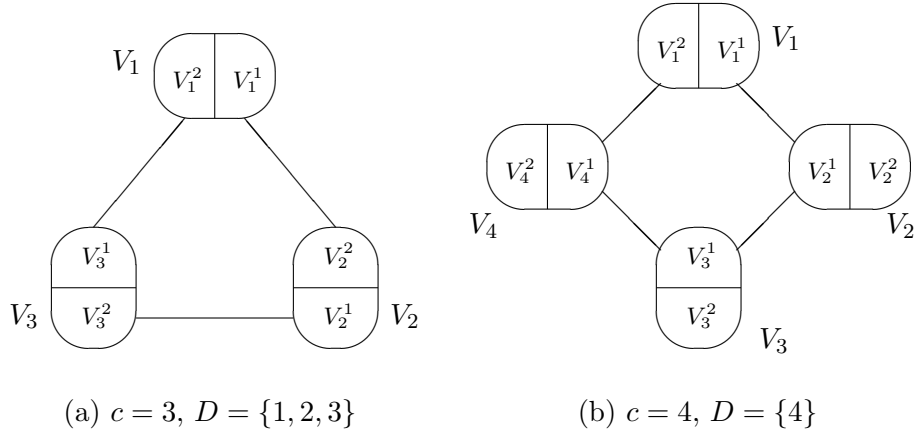 V_1
V_1^2 V_1^1
V_3^1
V_3^2
V_3
V_2^2
V_2^1
V_2
(a) c = 3, D = {1, 2, 3}
V_1^2 V_1^1
V_1
V_4^2 V_4^1
V_4
V_2^1 V_2^2
V_2
V_3^1
V_3^2
V_3
(b) c = 4, D = {4}